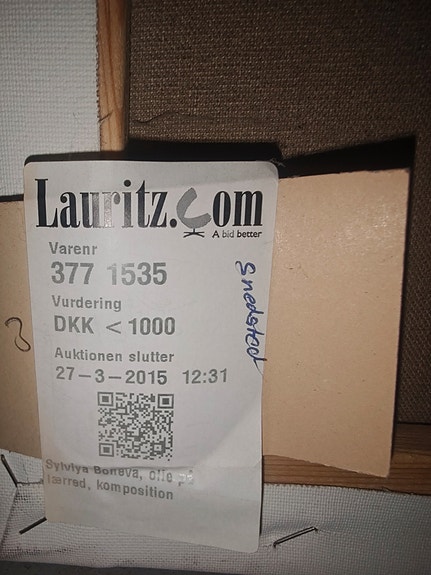 Lauritz.Com
A bid better
Varenr
377 1535
Vurdering
DKK < 1000
Auktionen slutter
27-3-2015 12:31
Sylviya Boneva, olie på
lærred, komposition
Snedsted